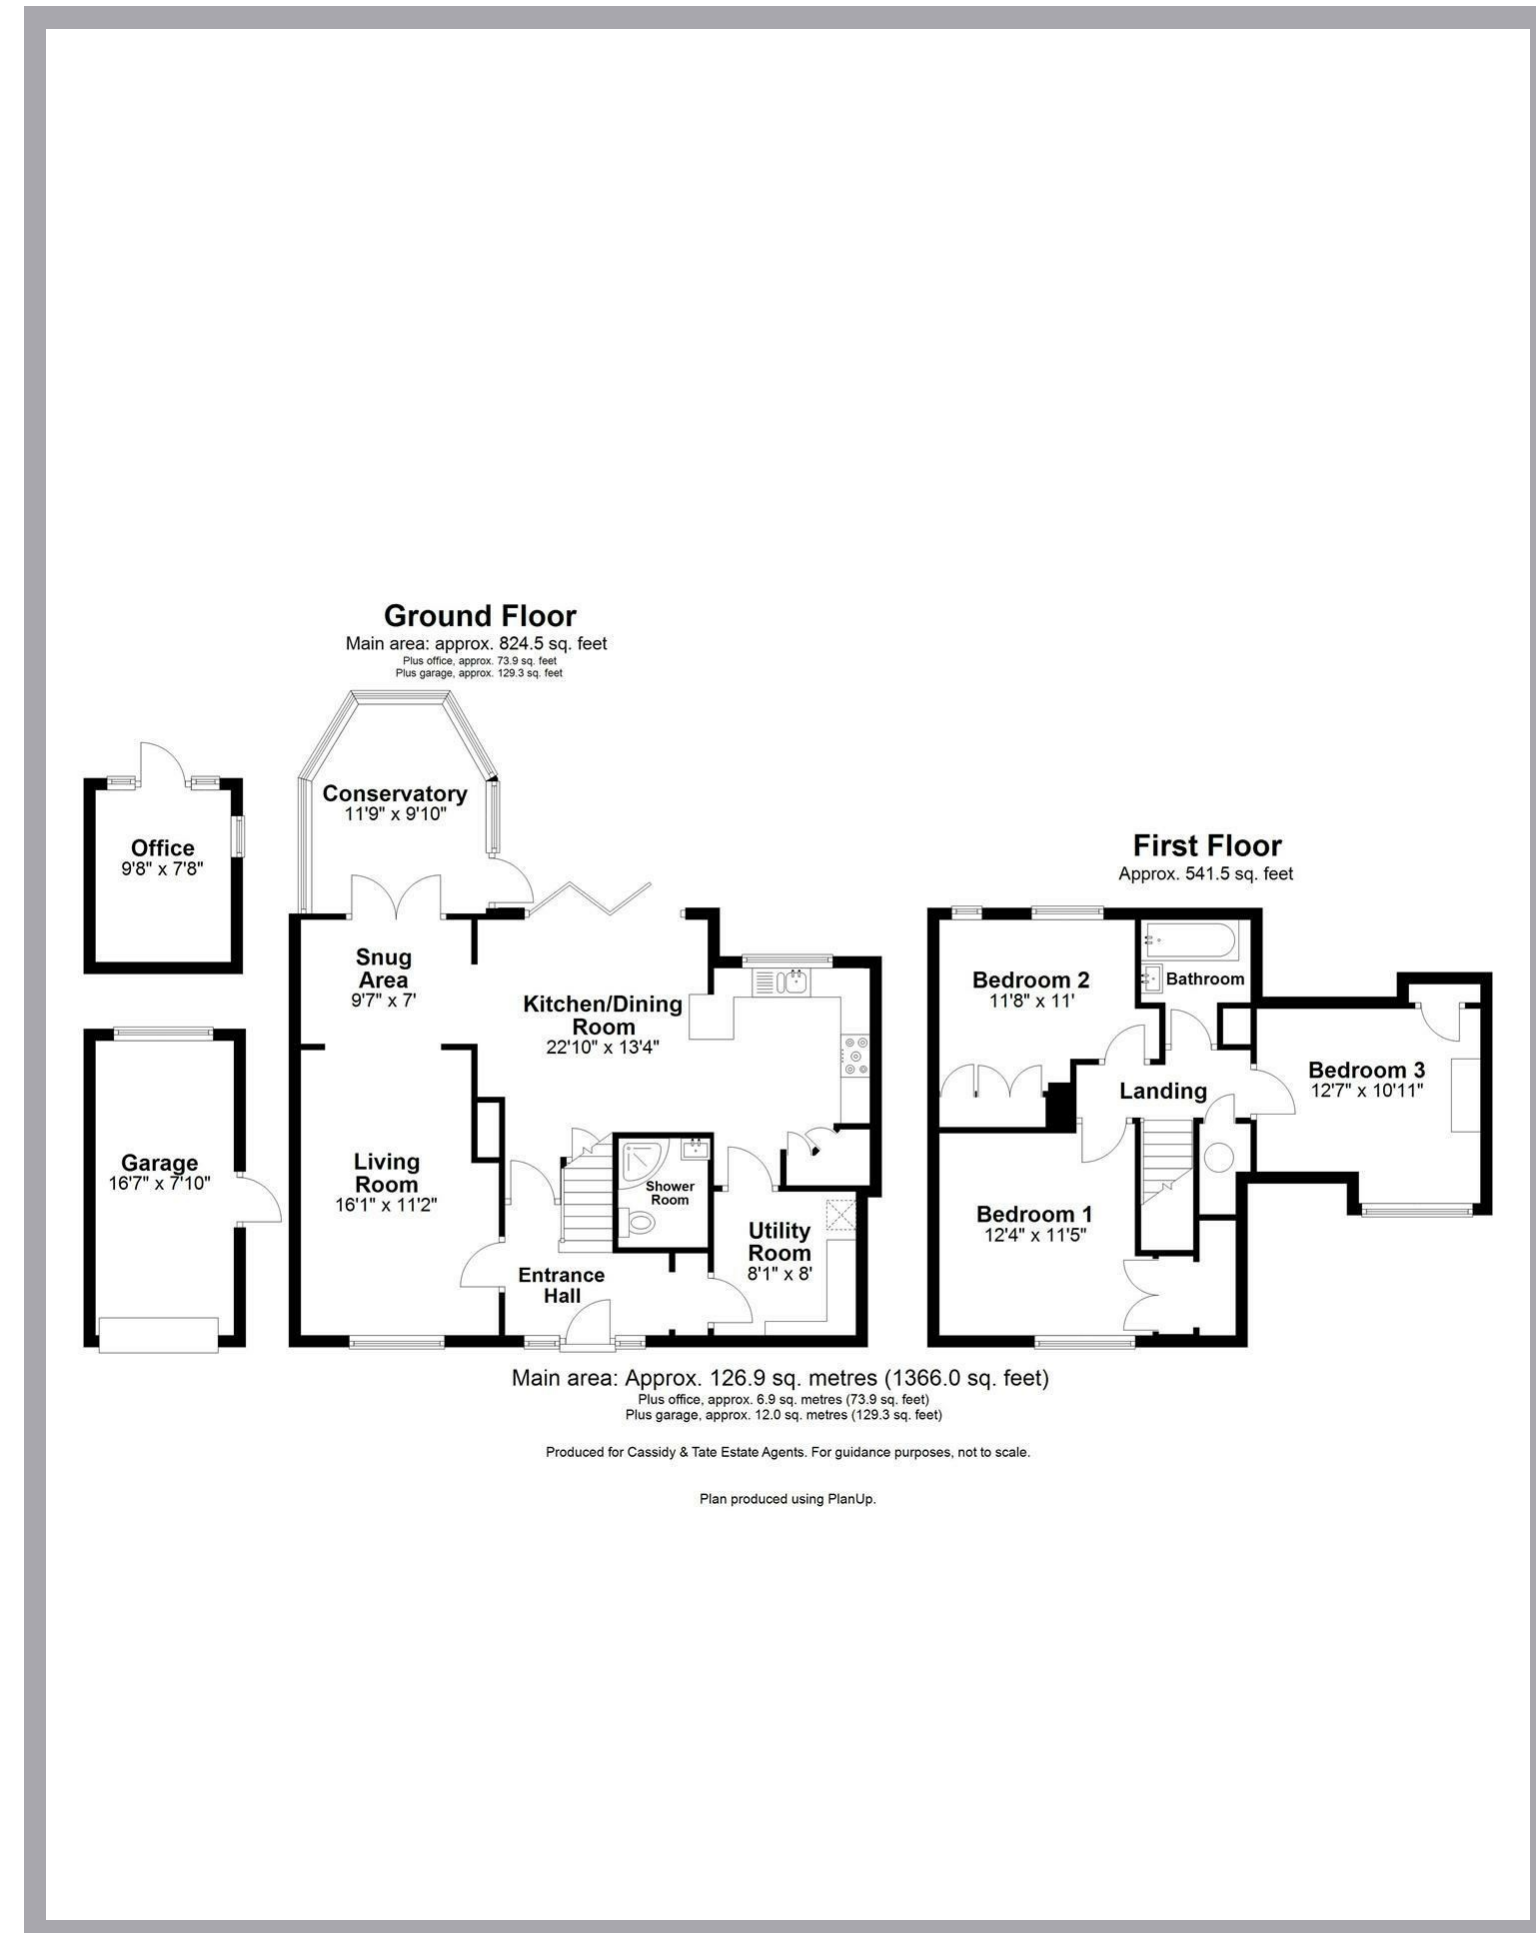 Ground Floor
Main area: approx. 824.5 sq. feet
Plus office, approx. 73.9 sq. feet
Plus garage, approx. 129.3 sq. feet
Conservatory
11'9" x 9'10"
Office
9'8" x 7'8"
Snug
Area
9'7" x 7'
Kitchen/Dining
Room
22'10" x 13'4"
Garage
16'7" x 7'10"
Living
Room
16'1" x 11'2"
Shower
Room
Utility
Room
8'1" x 8'
Entrance
Hall
First Floor
Approx. 541.5 sq. feet
Bedroom 2
11'8" x 11'
Bathroom
Landing
Bedroom 3
12'7" x 10'11"
Bedroom 1
12'4" x 11'5"
Main area: Approx. 126.9 sq. metres (1366.0 sq. feet)
Plus office, approx. 6.9 sq. metres (73.9 sq. feet)
Plus garage, approx. 12.0 sq. metres (129.3 sq. feet)
Produced for Cassidy & Tate Estate Agents. For guidance purposes, not to scale.
Plan produced using PlanUp.